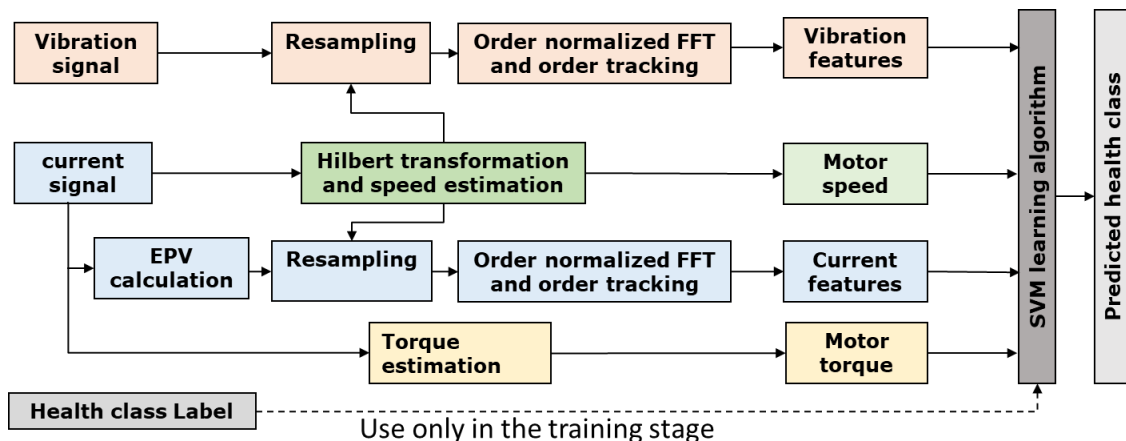 Vibration
signal
Resampling
Order normalized FFT
and order tracking
Vibration
features
current
signal
Hilbert transformation
and speed estimation
Motor
speed
EPV
calculation
Resampling
Order normalized FFT
and order tracking
Current
features
Torque
estimation
Motor
torque
SVM learning algorithm
Predicted health class
Health class Label
Use only in the training stage